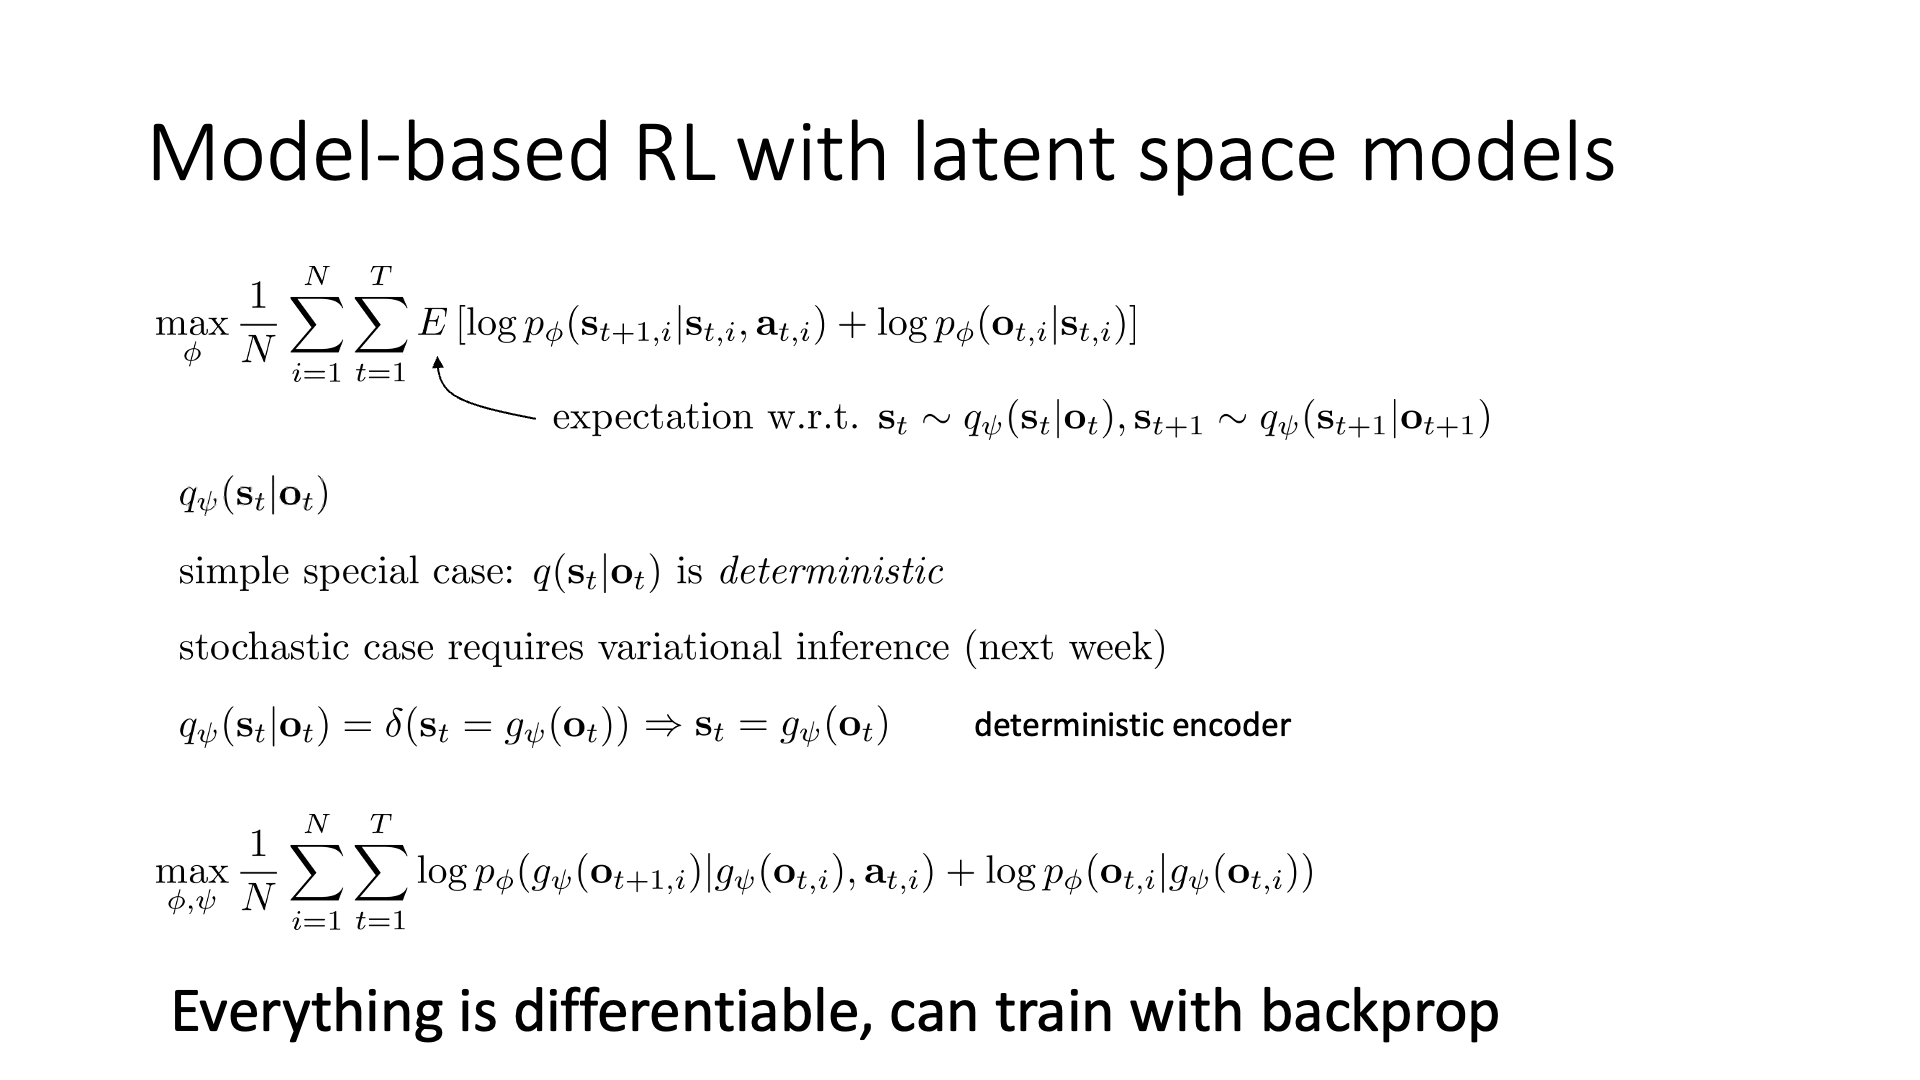 Model-based RL with latent space models
$\max_{\phi} \frac{1}{N} \sum_{i=1}^{N} \sum_{t=1}^{T} E\left[\log p_{\phi}(\mathbf{s}_{t+1,i}|\mathbf{s}_{t,i}, \mathbf{a}_{t,i}) + \log p_{\phi}(\mathbf{o}_{t,i}|\mathbf{s}_{t,i})\right]$
expectation w.r.t. $\mathbf{s}_t \sim q_{\psi}(\mathbf{s}_t|\mathbf{o}_t), \mathbf{s}_{t+1} \sim q_{\psi}(\mathbf{s}_{t+1}|\mathbf{o}_{t+1})$
$q_{\psi}(\mathbf{s}_t|\mathbf{o}_t)$
simple special case: $q(\mathbf{s}_t|\mathbf{o}_t)$ is deterministic
stochastic case requires variational inference (next week)
$q_{\psi}(\mathbf{s}_t|\mathbf{o}_t) = \delta(\mathbf{s}_t = g_{\psi}(\mathbf{o}_t)) \Rightarrow \mathbf{s}_t = g_{\psi}(\mathbf{o}_t)$ deterministic encoder
$\max_{\phi,\psi} \frac{1}{N} \sum_{i=1}^{N} \sum_{t=1}^{T} \log p_{\phi}(g_{\psi}(\mathbf{o}_{t+1,i})|g_{\psi}(\mathbf{o}_{t,i}), \mathbf{a}_{t,i}) + \log p_{\phi}(\mathbf{o}_{t,i}|g_{\psi}(\mathbf{o}_{t,i}))$
Everything is differentiable, can train with backprop